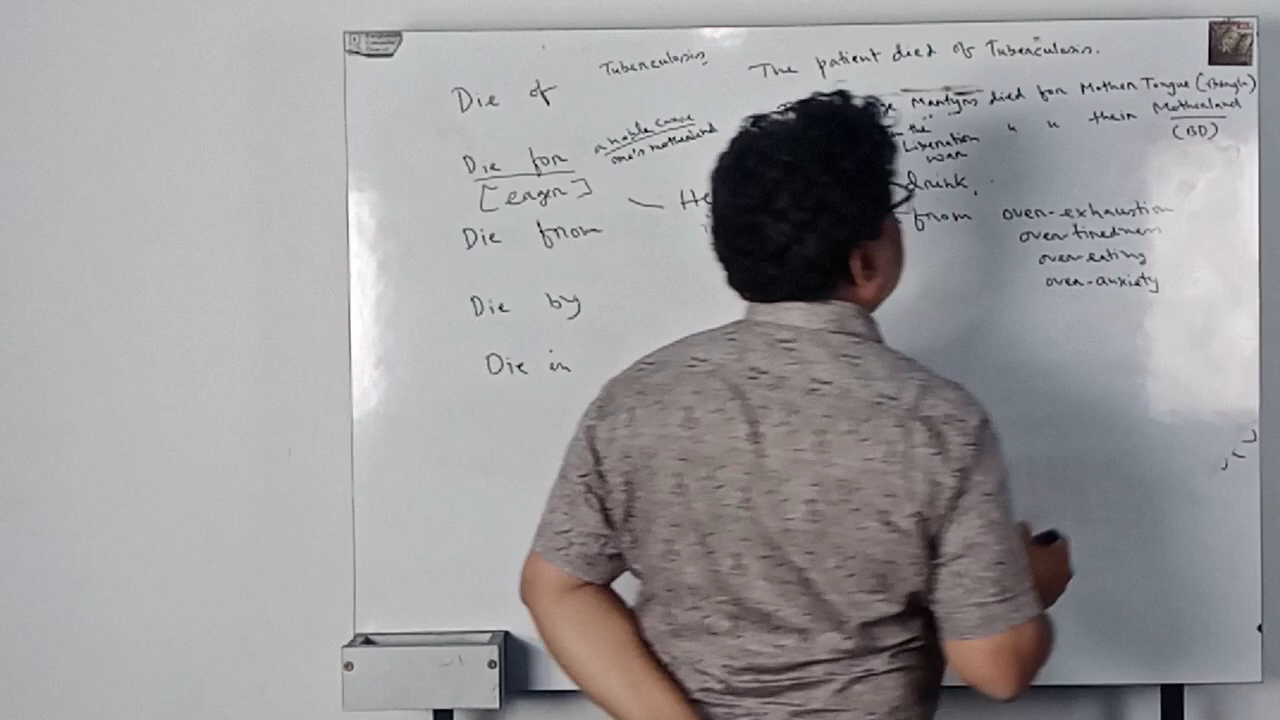 Die of Tuberculosis The patient died of Tuberculosis.
Die for a noble cause Martyrs died for Mother Tongue (Bangla)
one's motherland the Liberation war " " their Motherland (BD)
[eager] He drink.
Die from from over-exhaustion
over-tiredness
over-eating
over-anxiety
Die by
Die in